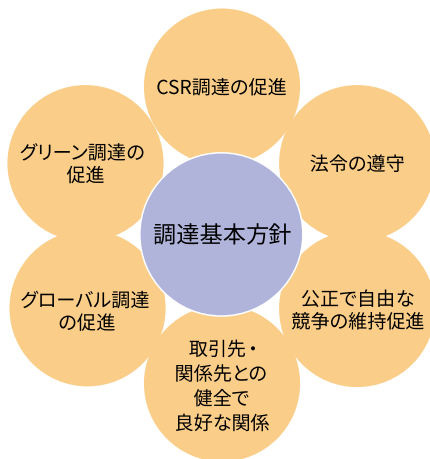 CSR調達の促進
グリーン調達の
促進
法令の遵守
調達基本方針
グローバル調達
の促進
公正で自由な
競争の維持促進
取引先・
関係先との
健全で
良好な関係